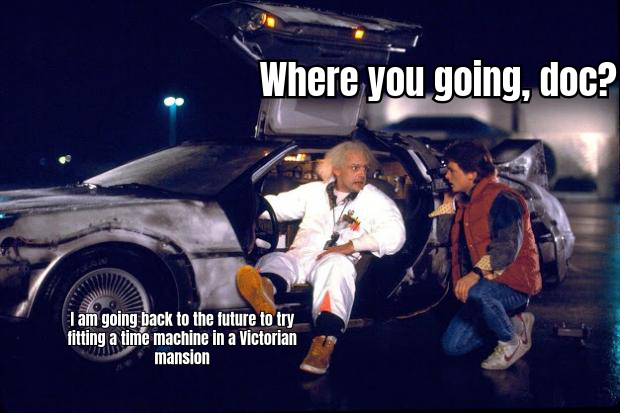 Where you going, doc?
I am going back to the future to try
fitting a time machine in a Victorian
mansion